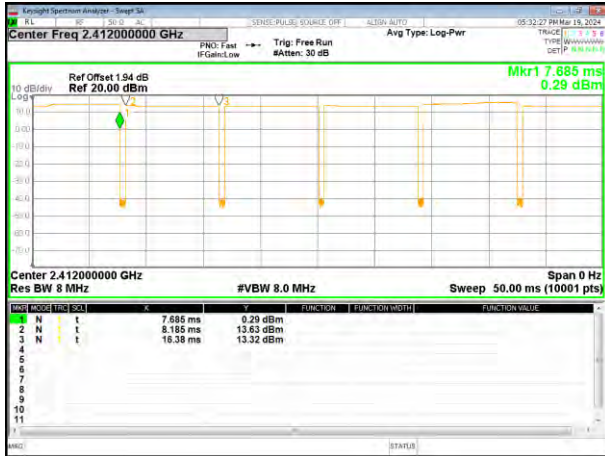 Keysight Spectrum Analyzer - Swept SA
RL RF 50 Ω AC SENSE:PULSE SOURCE OFF ALIGN AUTO 05:32:27 PM Mar 19, 2024
Center Freq 2.412000000 GHz
PNO: Fast
IFGain:Low
Trig: Free Run
#Atten: 30 dB
Avg Type: Log-Pwr
TRACE 1 2 3 4 5 6
TYPE
DET P N N N N N
Mkr1 7.685 ms
0.29 dBm
Ref Offset 1.94 dB
10 dB/div Ref 20.00 dBm
Log
10.0
0.00
1
2
3
Center 2.412000000 GHz
Span 0 Hz
Res BW 8 MHz
#VBW 8.0 MHz
Sweep 50.00 ms (10001 pts)
MKR MODE TRC SCL X Y FUNCTION FUNCTION WIDTH FUNCTION VALUE
1 N 1 t 7.685 ms 0.29 dBm
2 N 1 t 8.185 ms 13.63 dBm
3 N 1 t 16.38 ms 13.32 dBm
4
5
6
7
8
9
10
11
MSG
STATUS